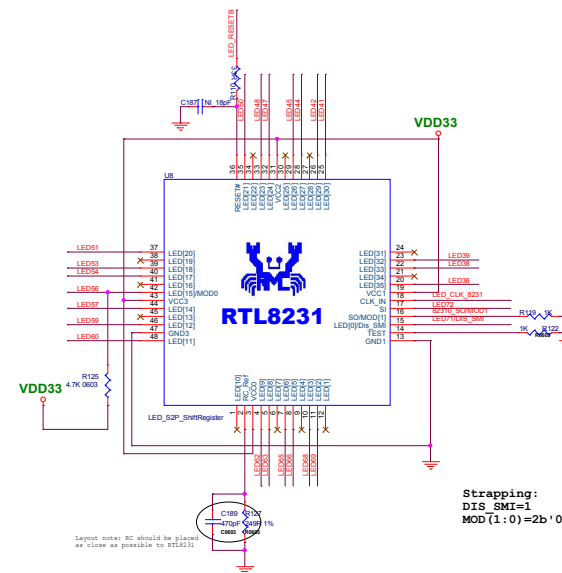 LED_RESETB
C187
NI_18pF
LED50
LED48
LED47
LED45
LED44
LED42
LED41
VDD33
U8
36
35
34
33
32
31
30
29
28
27
26
25
RESET#
LED[21]
LED[22]
LED[23]
LED[24]
VCC2
LED[25]
LED[26]
LED[27]
LED[28]
LED[29]
LED[30]
LED51 37 LED[20]
38 LED[19]
LED53 39 LED[18]
LED54 40 LED[17]
41 LED[16]
LED56 42 LED[15]/MOD0
43 VCC3
LED57 44 LED[14]
45 LED[13]
LED59 46 LED[12]
47 GND3
LED60 48 LED[11]
RTL8231
LED[31] 24
LED[32] 23 LED39
LED[33] 22 LED38
LED[34] 21
LED[35] 20 LED36
VCC1 19
CLK_IN 18 LED_CLK_8231
SI 17 LED72
SO/MOD[1] 16 8231O_SO/MOD1
LED[0]/Dis_SMI 15 LED71/DIS_SMI
TEST 14
GND1 13
R119 1K
1K R122
R0603
VDD33
R125
4.7K 0603
LED[10]
RC_Ref
VCC0
LED[9]
LED[8]
LED[7]
LED[6]
LED[5]
LED[4]
LED[3]
LED[2]
LED[1]
1
2
3
4
5
6
7
8
9
10
11
12
LED_S2P_ShiftRegister
LED62
LED63
LED65
LED66
LED68
LED69
C189 R127
470pF 249R 1%
C0603 R0603
Layout note: RC should be placed
as close as possible to RTL8231
Strapping:
DIS_SMI=1
MOD(1:0)=2b'0